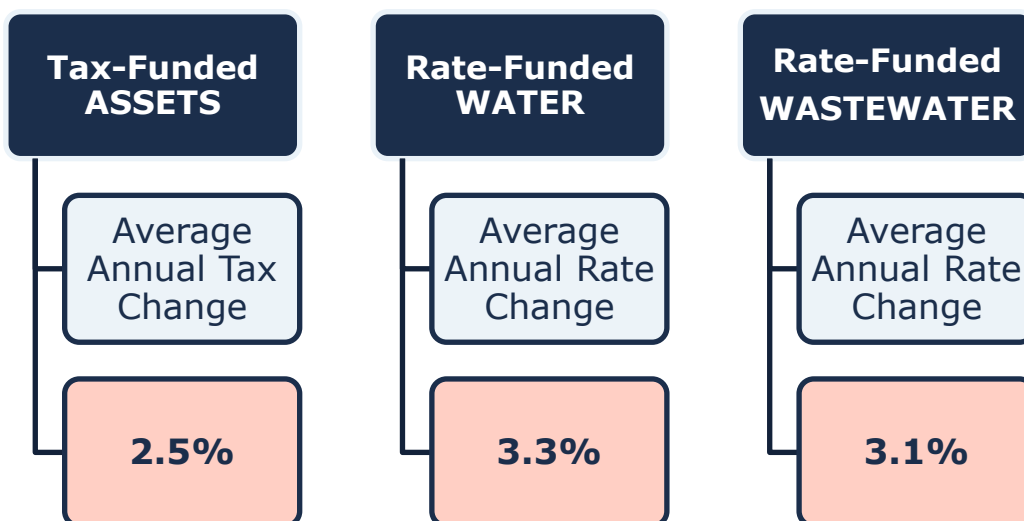 Tax-Funded
ASSETS
Average
Annual Tax
Change
2.5%
Rate-Funded
WATER
Average
Annual Rate
Change
3.3%
Rate-Funded
WASTEWATER
Average
Annual Rate
Change
3.1%